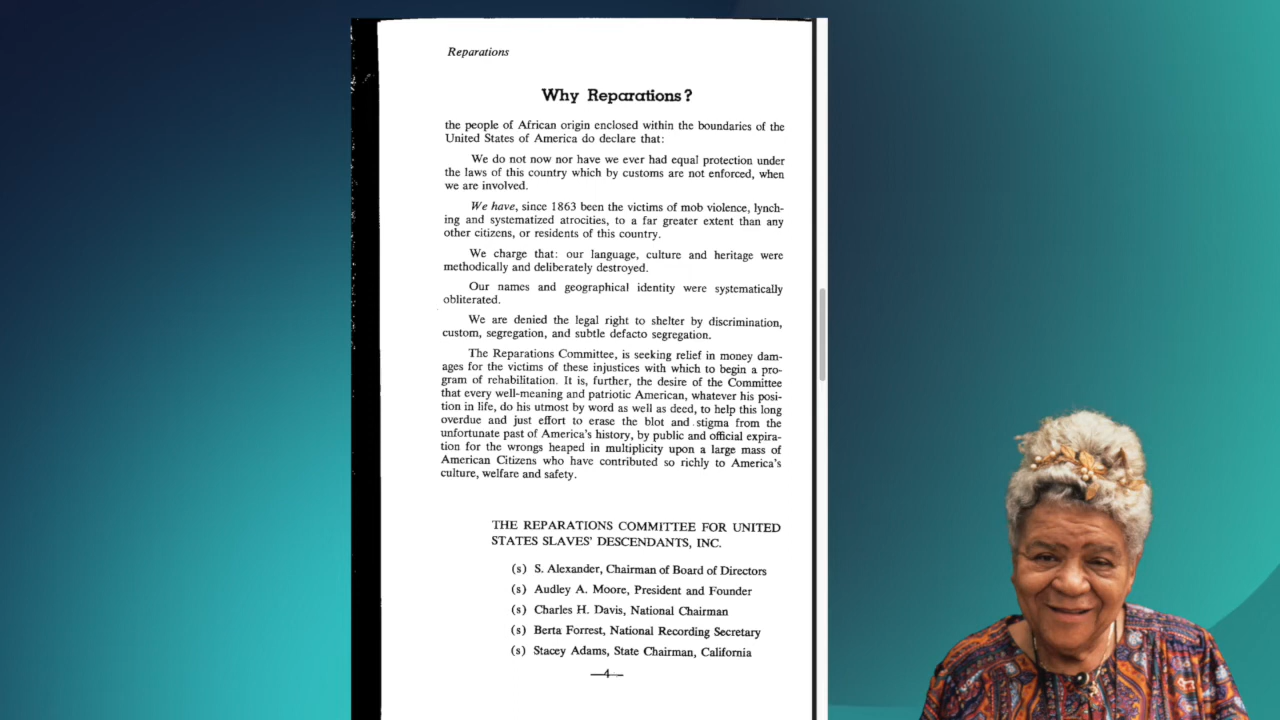 Reparations
Why Reparations?
the people of African origin enclosed within the boundaries of the
United States of America do declare that:
We do not now nor have we ever had equal protection under
the laws of this country which by customs are not enforced, when
we are involved.
We have, since 1863 been the victims of mob violence, lynch-
ing and systematized atrocities, to a far greater extent than any
other citizens, or residents of this country.
We charge that: our language, culture and heritage were
methodically and deliberately destroyed.
Our names and geographical identity were systematically
obliterated.
We are denied the legal right to shelter by discrimination,
custom, segregation, and subtle defacto segregation.
The Reparations Committee, is seeking relief in money dam-
ages for the victims of these injustices with which to begin a pro-
gram of rehabilitation. It is, further, the desire of the Committee
that every well-meaning and patriotic American, whatever his posi-
tion in life, do his utmost by word as well as deed, to help this long
overdue and just effort to erase the blot and stigma from the
unfortunate past of America's history, by public and official expira-
tion for the wrongs heaped in multiplicity upon a large mass of
American Citizens who have contributed so richly to America's
culture, welfare and safety.
THE REPARATIONS COMMITTEE FOR UNITED
STATES SLAVES' DESCENDANTS, INC.
(s) S. Alexander, Chairman of Board of Directors
(s) Audley A. Moore, President and Founder
(s) Charles H. Davis, National Chairman
(s) Berta Forrest, National Recording Secretary
(s) Stacey Adams, State Chairman, California
—4—